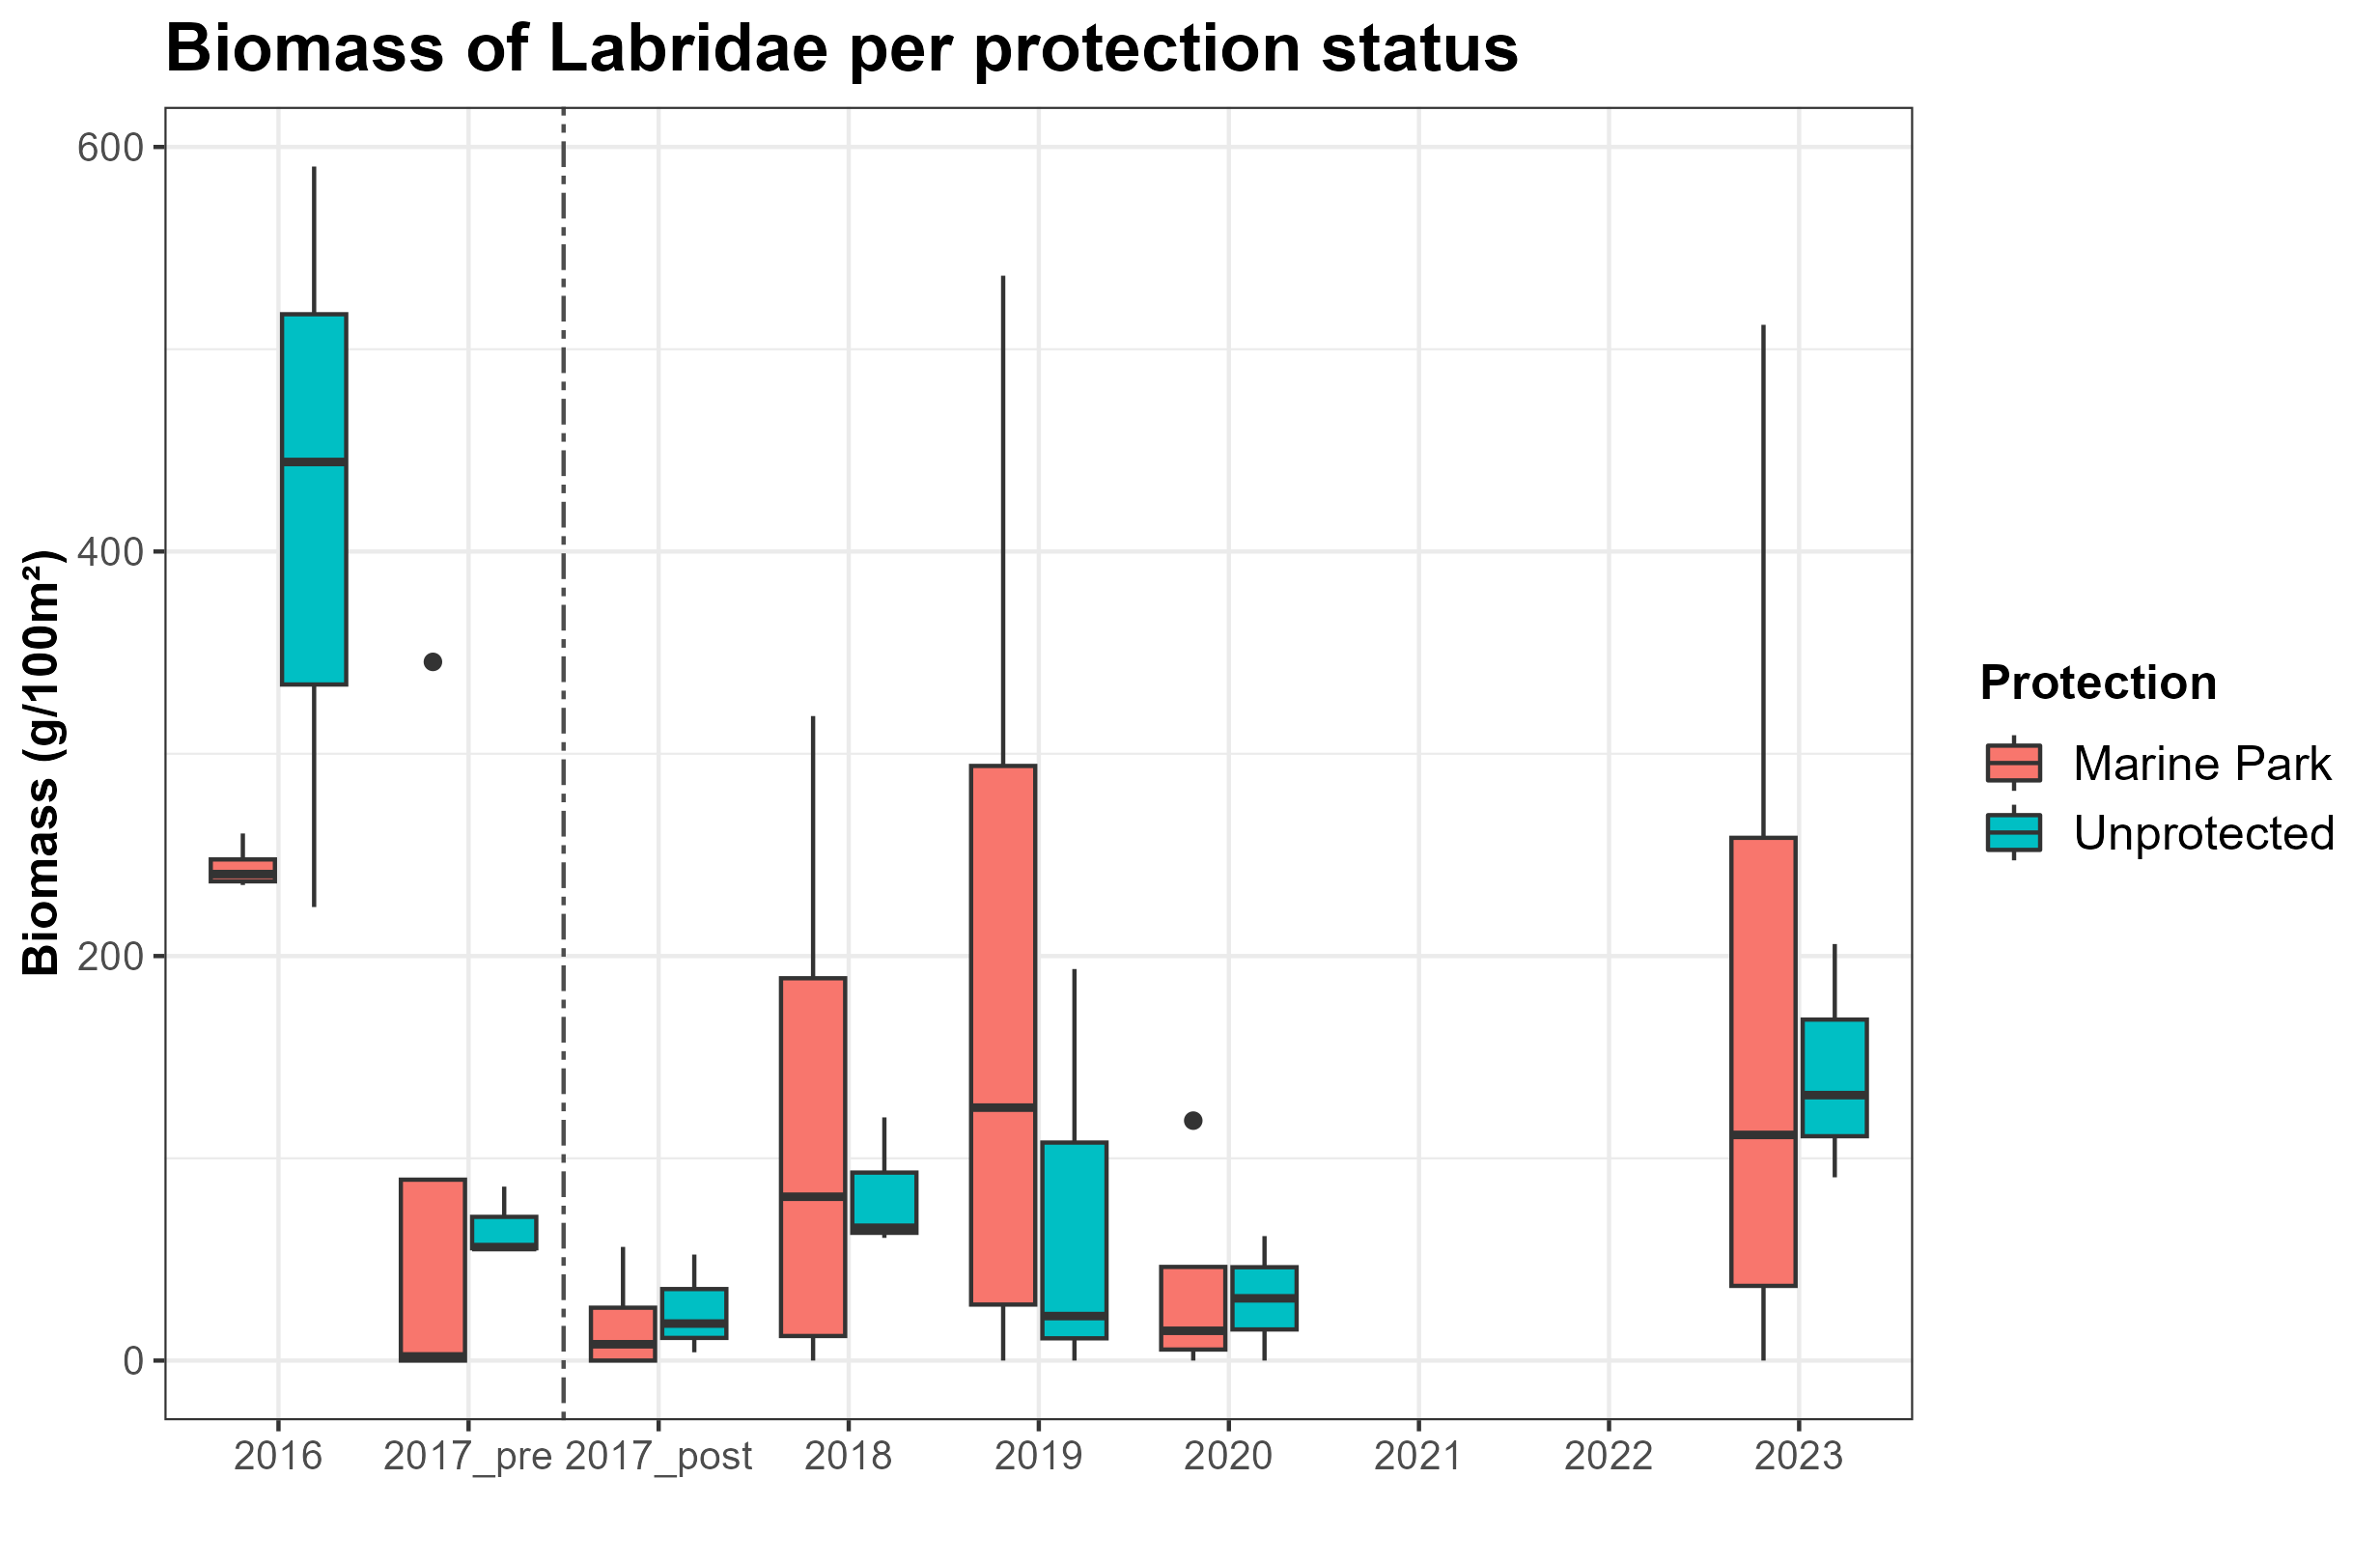 Biomass of Labridae per protection status
Biomass (g/100m²)
600
400
200
0
2016 2017_pre 2017_post 2018 2019 2020 2021 2022 2023
Protection
Marine Park
Unprotected